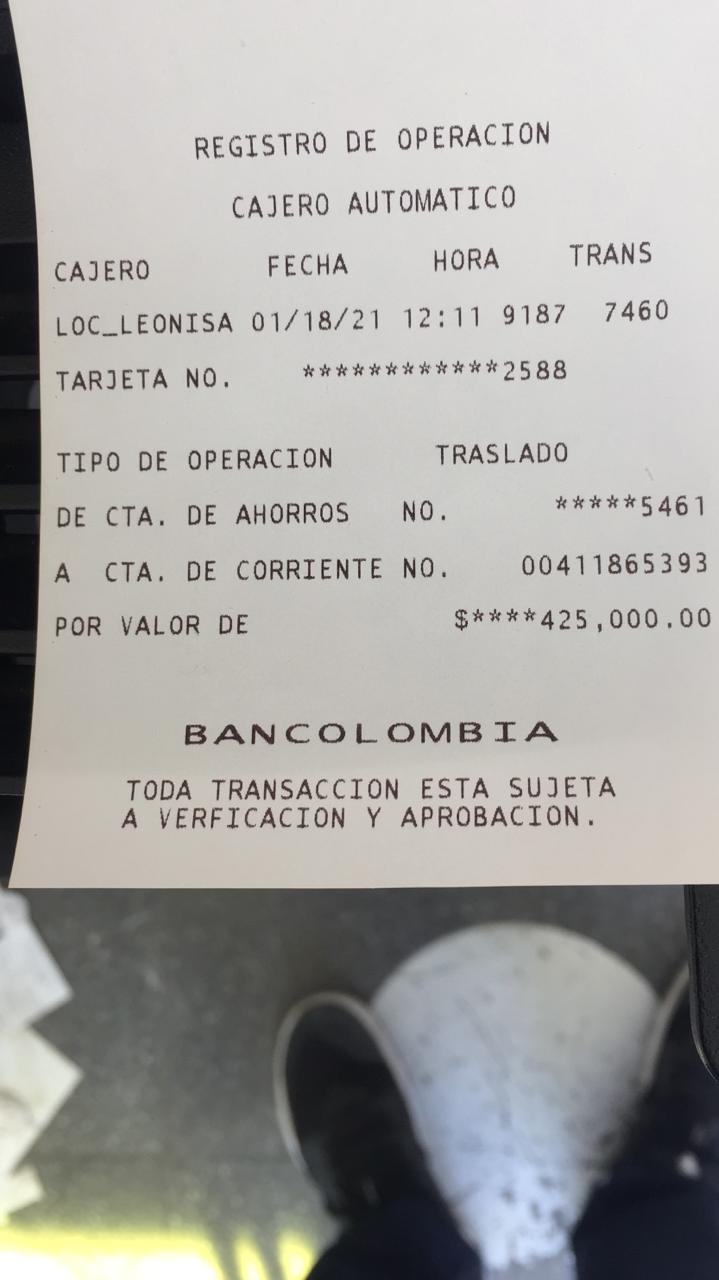 REGISTRO DE OPERACION
CAJERO AUTOMATICO
CAJERO FECHA HORA TRANS
LOC_LEONISA 01/18/21 12:11 9187 7460
TARJETA NO. ************2588
TIPO DE OPERACION TRASLADO
DE CTA. DE AHORROS NO. *****5461
A CTA. DE CORRIENTE NO. 00411865393
POR VALOR DE $****425,000.00
BANCOLOMBIA
TODA TRANSACCION ESTA SUJETA
A VERFICACION Y APROBACION.